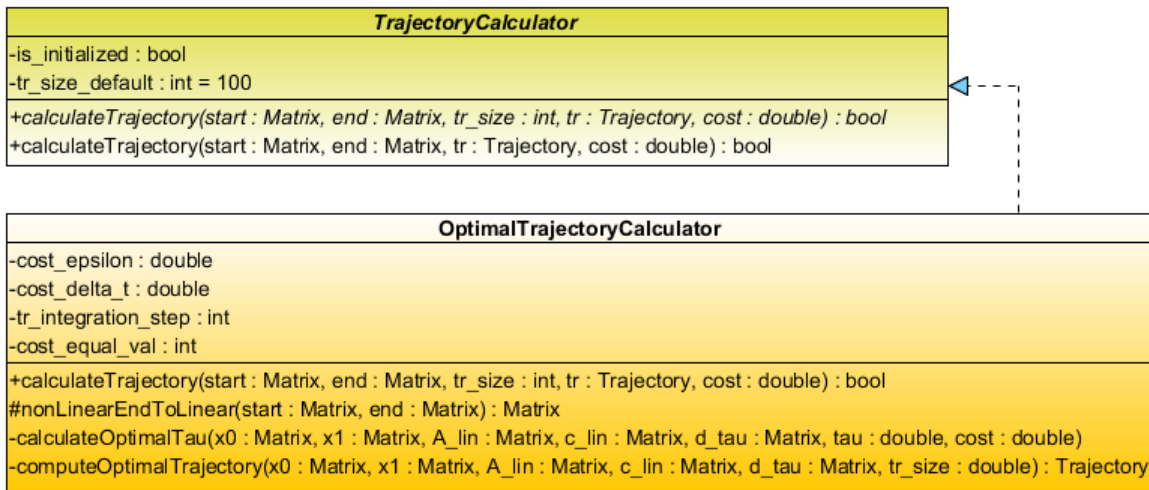 TrajectoryCalculator
-is_initialized : bool
-tr_size_default : int = 100
+calculateTrajectory(start : Matrix, end : Matrix, tr_size : int, tr : Trajectory, cost : double) : bool
+calculateTrajectory(start : Matrix, end : Matrix, tr : Trajectory, cost : double) : bool
OptimalTrajectoryCalculator
-cost_epsilon : double
-cost_delta_t : double
-tr_integration_step : int
-cost_equal_val : int
+calculateTrajectory(start : Matrix, end : Matrix, tr_size : int, tr : Trajectory, cost : double) : bool
#nonLinearEndToLinear(start : Matrix, end : Matrix) : Matrix
-calculateOptimalTau(x0 : Matrix, x1 : Matrix, A_lin : Matrix, c_lin : Matrix, d_tau : Matrix, tau : double, cost : double)
-computeOptimalTrajectory(x0 : Matrix, x1 : Matrix, A_lin : Matrix, c_lin : Matrix, d_tau : Matrix, tr_size : double) : Trajectory